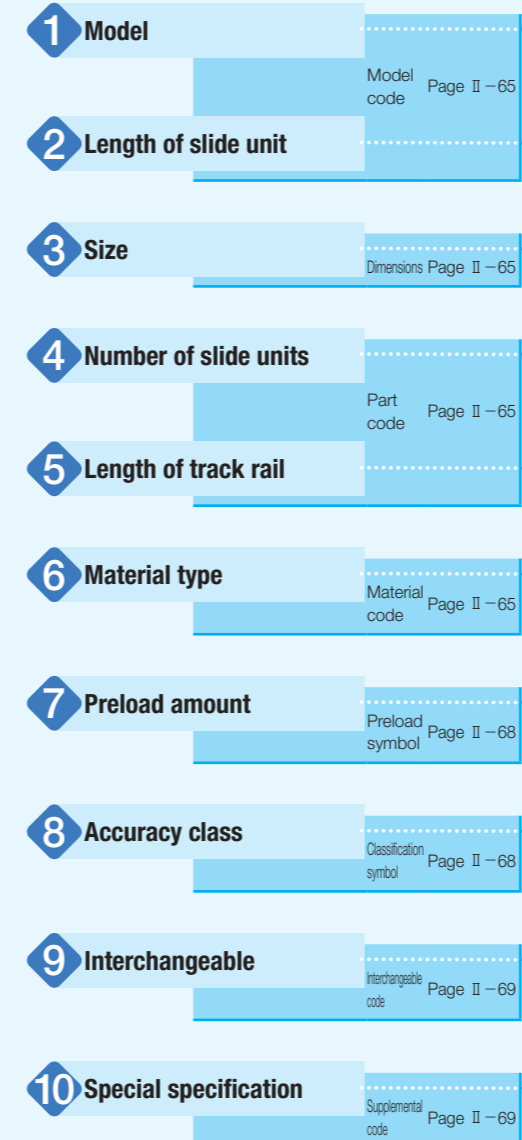 1 Model
Model
code Page Ⅱ－65
2 Length of slide unit
3 Size
Dimensions Page Ⅱ－65
4 Number of slide units
Part
code Page Ⅱ－65
5 Length of track rail
6 Material type
Material
code Page Ⅱ－65
7 Preload amount
Preload
symbol Page Ⅱ－68
8 Accuracy class
Classification
symbol Page Ⅱ－68
9 Interchangeable
Interchangeable
code Page Ⅱ－69
10 Special specification
Supplemental
code Page Ⅱ－69